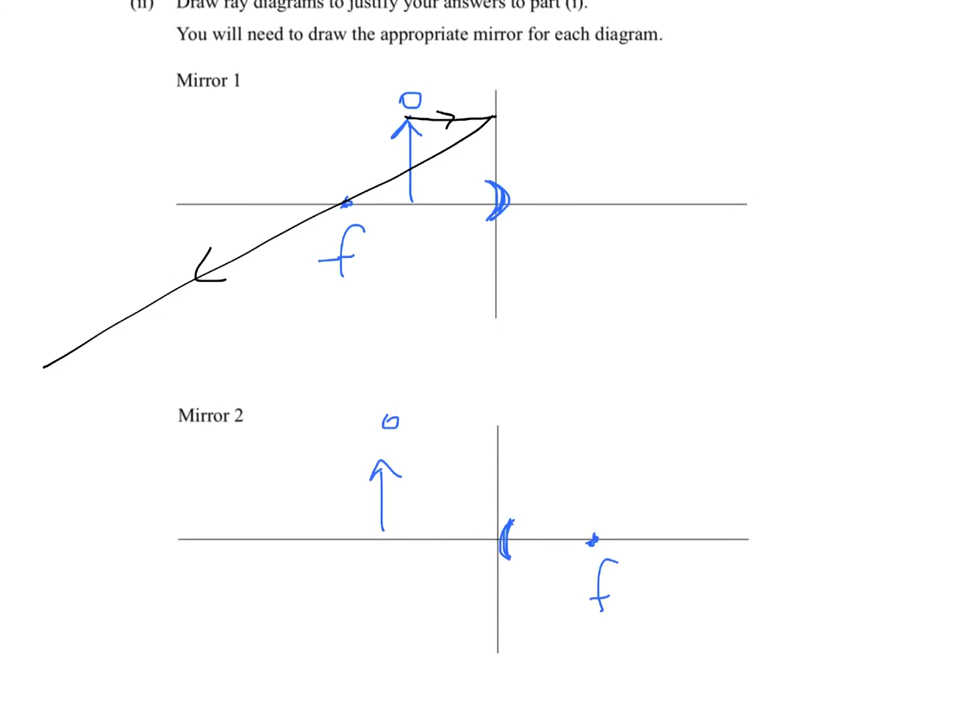 (ii) Draw ray diagrams to justify your answers to part (i).
You will need to draw the appropriate mirror for each diagram.
Mirror 1
O
f
Mirror 2
O
f